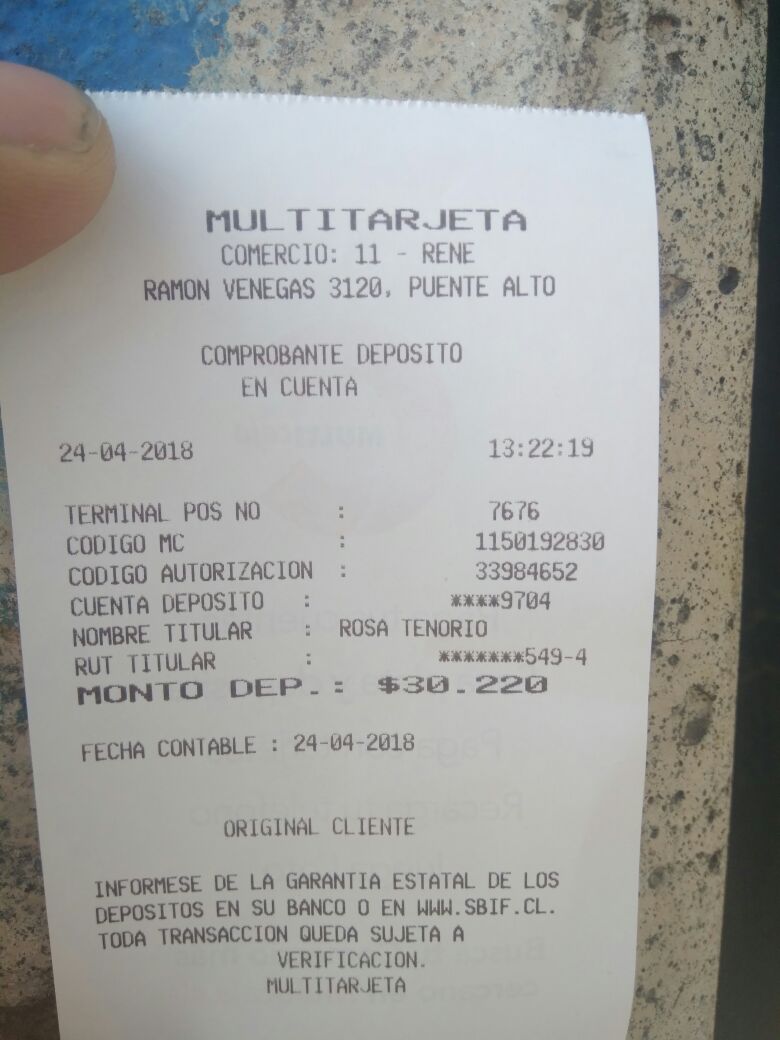 MULTITARJETA
COMERCIO: 11 - RENE
RAMON VENEGAS 3120, PUENTE ALTO
COMPROBANTE DEPOSITO
EN CUENTA
24-04-2018 13:22:19
TERMINAL POS NO : 7676
CODIGO MC : 1150192830
CODIGO AUTORIZACION : 33984652
CUENTA DEPOSITO : ****9704
NOMBRE TITULAR : ROSA TENORIO
RUT TITULAR : *******549-4
MONTO DEP.: $30.220
FECHA CONTABLE : 24-04-2018
ORIGINAL CLIENTE
INFORMESE DE LA GARANTIA ESTATAL DE LOS
DEPOSITOS EN SU BANCO O EN WWW.SBIF.CL.
TODA TRANSACCION QUEDA SUJETA A
VERIFICACION.
MULTITARJETA